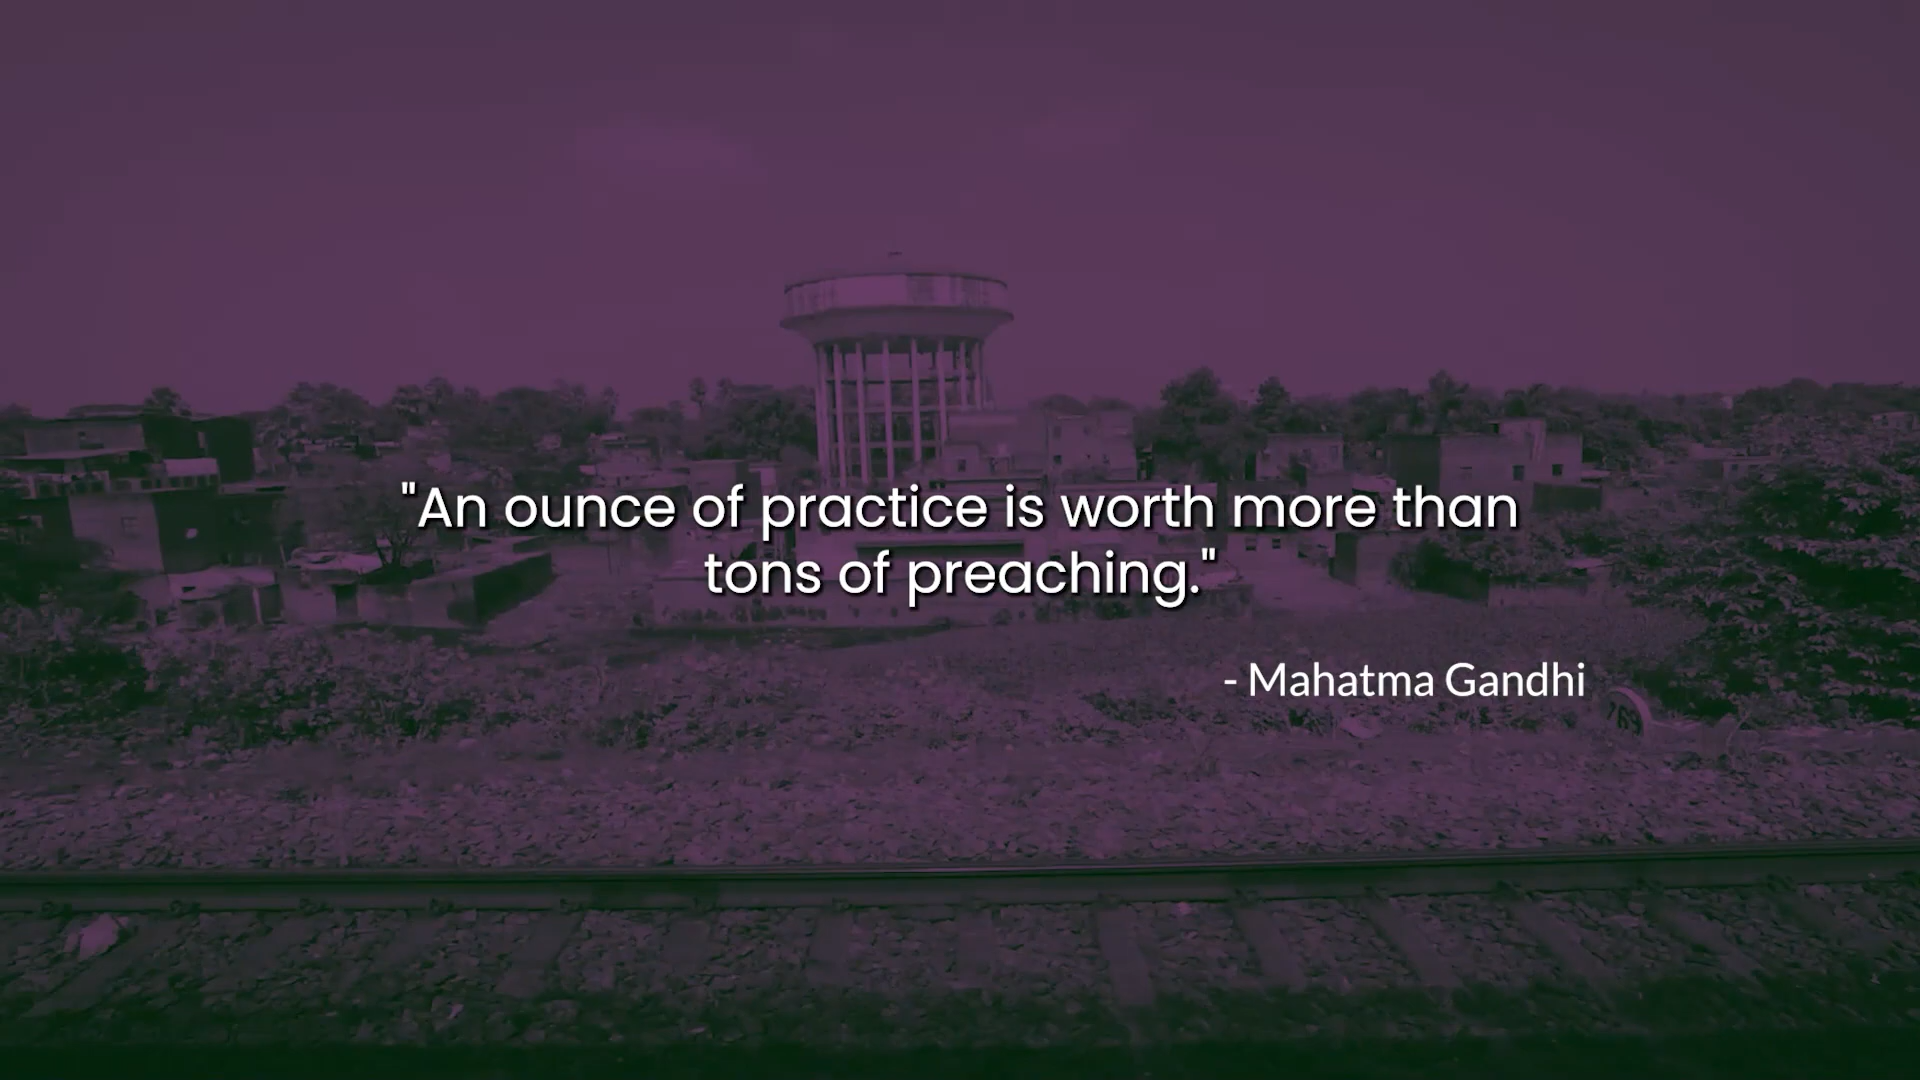 "An ounce of practice is worth more than
tons of preaching."
- Mahatma Gandhi